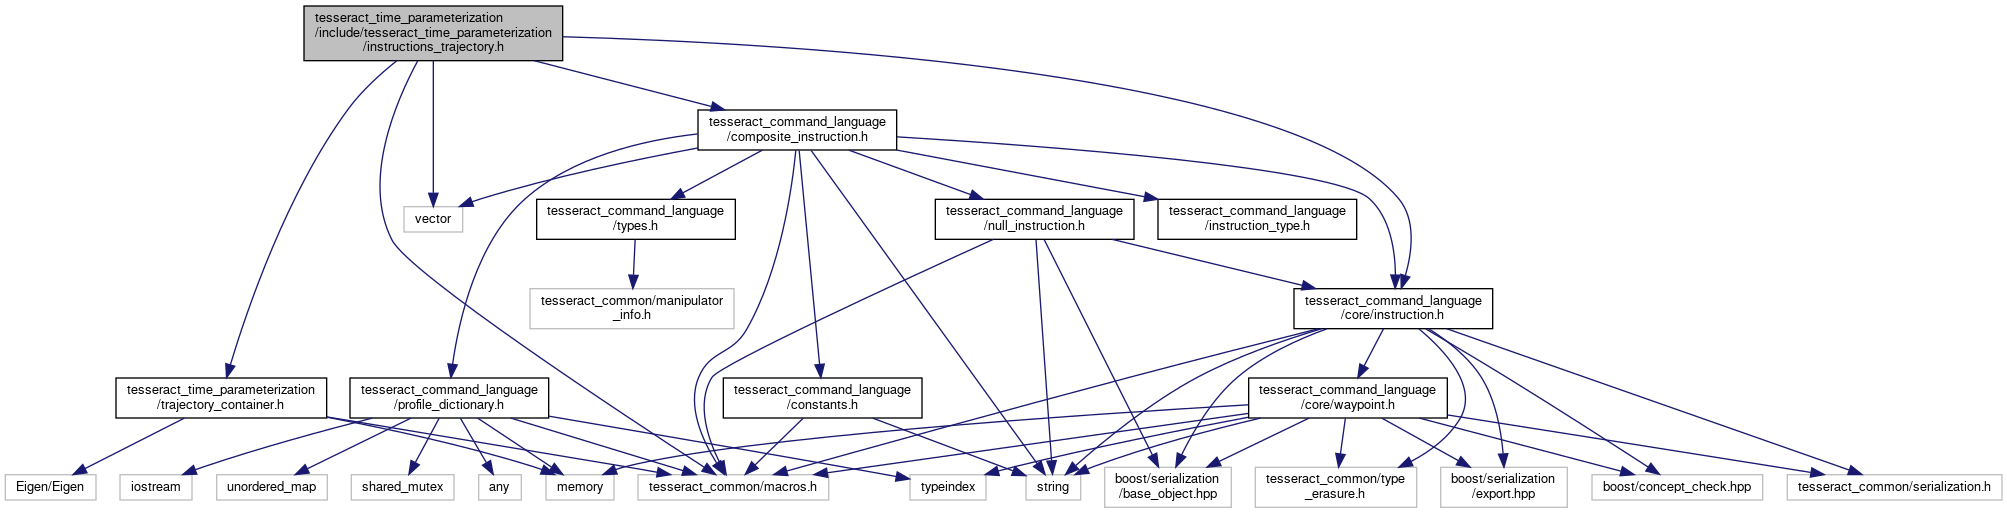 tesseract_time_parameterization
/include/tesseract_time_parameterization
/instructions_trajectory.h
tesseract_command_language
/composite_instruction.h
vector
tesseract_command_language
/types.h
tesseract_command_language
/null_instruction.h
tesseract_command_language
/instruction_type.h
tesseract_common/manipulator
_info.h
tesseract_command_language
/core/instruction.h
tesseract_time_parameterization
/trajectory_container.h
tesseract_command_language
/profile_dictionary.h
tesseract_command_language
/constants.h
tesseract_command_language
/core/waypoint.h
Eigen/Eigen
iostream
unordered_map
shared_mutex
any
memory
tesseract_common/macros.h
typeindex
string
boost/serialization
/base_object.hpp
tesseract_common/type
_erasure.h
boost/serialization
/export.hpp
boost/concept_check.hpp
tesseract_common/serialization.h